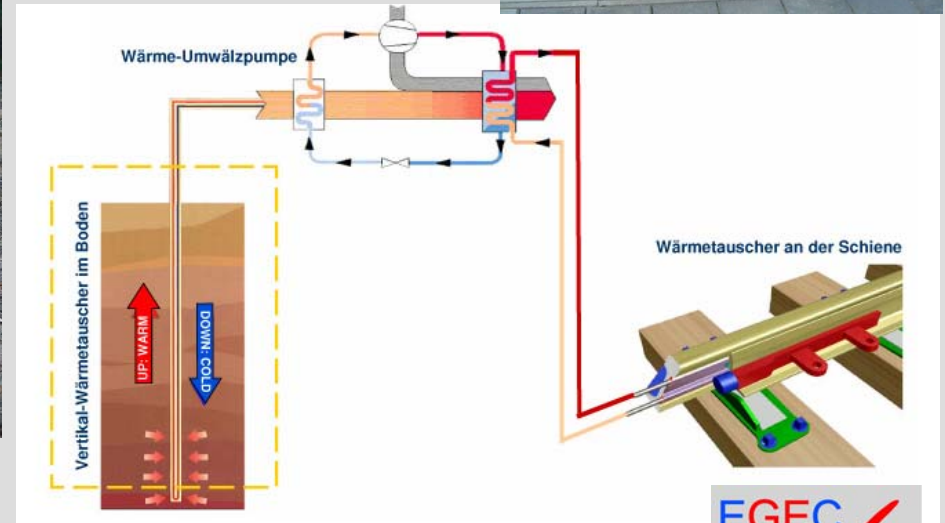 Wärme-Umwälzpumpe
Vertikal-Wärmetauscher im Boden
UP: WARM
DOWN: COLD
Wärmetauscher an der Schiene
EGEC